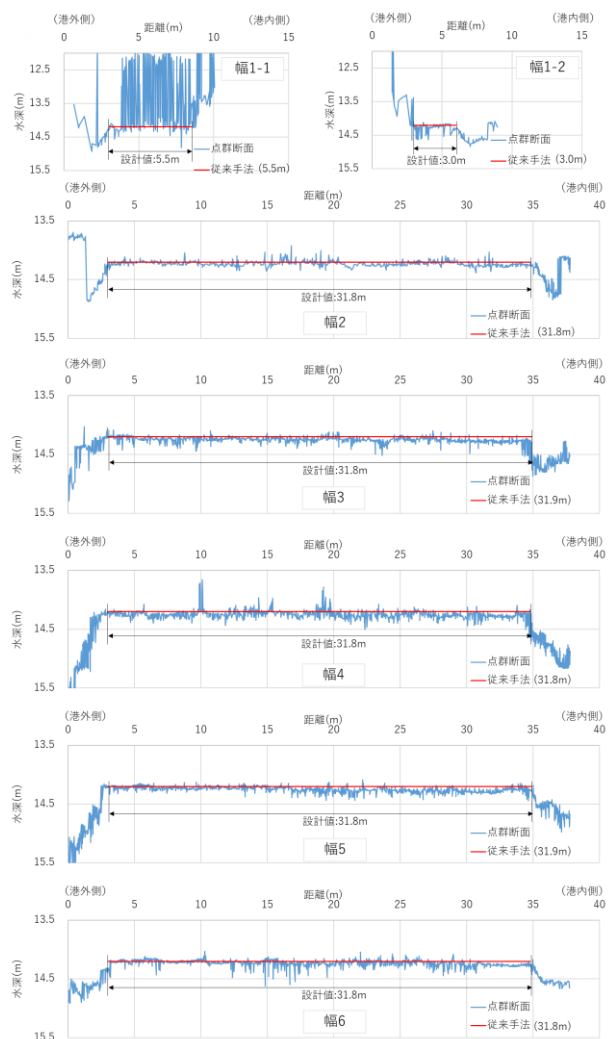 （港外側） 距離(m) （港内側）
0 5 10 15
水深(m)
12.5
13.5
14.5
15.5
幅1-1
設計値:5.5m
点群断面
従来手法 (5.5m)
（港外側） 距離(m) （港内側）
0 5 10 15
水深(m)
12.5
13.5
14.5
15.5
幅1-2
設計値:3.0m
点群断面
従来手法 (3.0m)
（港外側） 距離(m) （港内側）
0 5 10 15 20 25 30 35 40
水深(m)
13.5
14.5
15.5
設計値:31.8m
幅2
点群断面
従来手法 (31.8m)
（港外側） 距離(m) （港内側）
0 5 10 15 20 25 30 35 40
水深(m)
13.5
14.5
15.5
設計値:31.8m
幅3
点群断面
従来手法 (31.9m)
（港外側） 距離(m) （港内側）
0 5 10 15 20 25 30 35 40
水深(m)
13.5
14.5
15.5
設計値:31.8m
幅4
点群断面
従来手法 (31.8m)
（港外側） 距離(m) （港内側）
0 5 10 15 20 25 30 35 40
水深(m)
13.5
14.5
15.5
設計値:31.8m
幅5
点群断面
従来手法 (31.9m)
（港外側） 距離(m) （港内側）
0 5 10 15 20 25 30 35 40
水深(m)
13.5
14.5
15.5
設計値:31.8m
幅6
点群断面
従来手法 (31.8m)